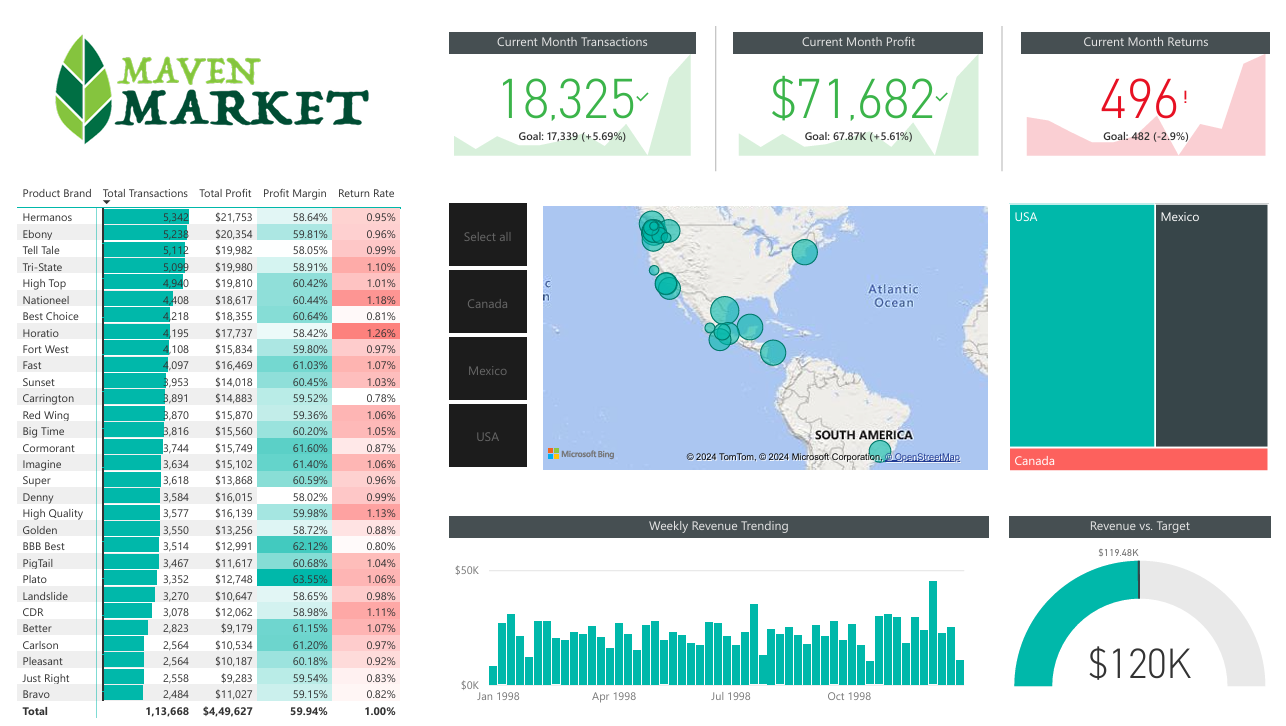 MAVEN
MARKET
Current Month Transactions
18,325
Goal: 17,339 (+5.69%)
Current Month Profit
$71,682
Goal: 67.87K (+5.61%)
Current Month Returns
496!
Goal: 482 (-2.9%)
Product Brand Total Transactions Total Profit Profit Margin Return Rate
Hermanos 5,342 $21,753 58.64% 0.95%
Ebony 5,238 $20,354 59.81% 0.96%
Tell Tale 5,112 $19,982 58.05% 0.99%
Tri-State 5,099 $19,980 58.91% 1.10%
High Top 4,940 $19,810 60.42% 1.01%
Nationeel 4,408 $18,617 60.44% 1.18%
Best Choice 4,218 $18,355 60.64% 0.81%
Horatio 4,195 $17,737 58.42% 1.26%
Fort West 4,108 $15,834 59.80% 0.97%
Fast 4,097 $16,469 61.03% 1.07%
Sunset 3,953 $14,018 60.45% 1.03%
Carrington 3,891 $14,883 59.52% 0.78%
Red Wing 3,870 $15,870 59.36% 1.06%
Big Time 3,816 $15,560 60.20% 1.05%
Cormorant 3,744 $15,749 61.60% 0.87%
Imagine 3,634 $15,102 61.40% 1.06%
Super 3,618 $13,868 60.59% 0.96%
Denny 3,584 $16,015 58.02% 0.99%
High Quality 3,577 $16,139 59.98% 1.13%
Golden 3,550 $13,256 58.72% 0.88%
BBB Best 3,514 $12,991 62.12% 0.80%
PigTail 3,467 $11,617 60.68% 1.04%
Plato 3,352 $12,748 63.55% 1.06%
Landslide 3,270 $10,647 58.65% 0.98%
CDR 3,078 $12,062 58.98% 1.11%
Better 2,823 $9,179 61.15% 1.07%
Carlson 2,564 $10,534 61.20% 0.97%
Pleasant 2,564 $10,187 60.18% 0.92%
Just Right 2,558 $9,283 59.54% 0.83%
Bravo 2,484 $11,027 59.15% 0.82%
Total 1,13,668 $4,49,627 59.94% 1.00%
Select all
Canada
Mexico
USA
c
n
Atlantic
Ocean
SOUTH AMERICA
Microsoft Bing
© 2024 TomTom, © 2024 Microsoft Corporation, © OpenStreetMap
USA
Mexico
Canada
Weekly Revenue Trending
$50K
$0K
Jan 1998 Apr 1998 Jul 1998 Oct 1998
Revenue vs. Target
$119.48K
$120K